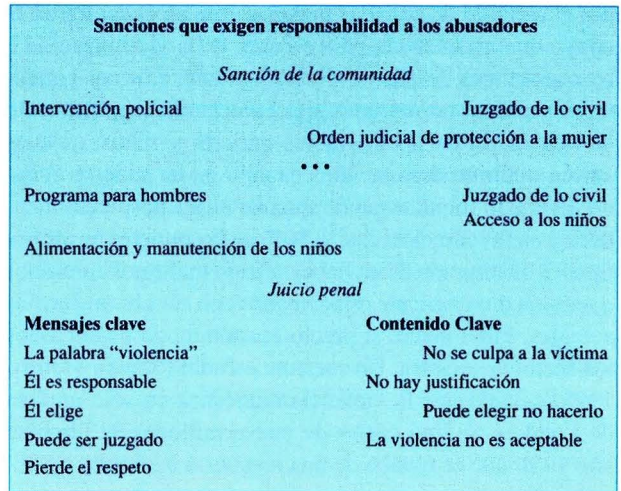 Sanciones que exigen responsabilidad a los abusadores
Sanción de la comunidad
Intervención policial Juzgado de lo civil
Orden judicial de protección a la mujer
•••
Programa para hombres Juzgado de lo civil
Acceso a los niños
Alimentación y manutención de los niños
Juicio penal
Mensajes clave Contenido Clave
La palabra “violencia” No se culpa a la víctima
Él es responsable No hay justificación
Él elige Puede elegir no hacerlo
Puede ser juzgado La violencia no es aceptable
Pierde el respeto